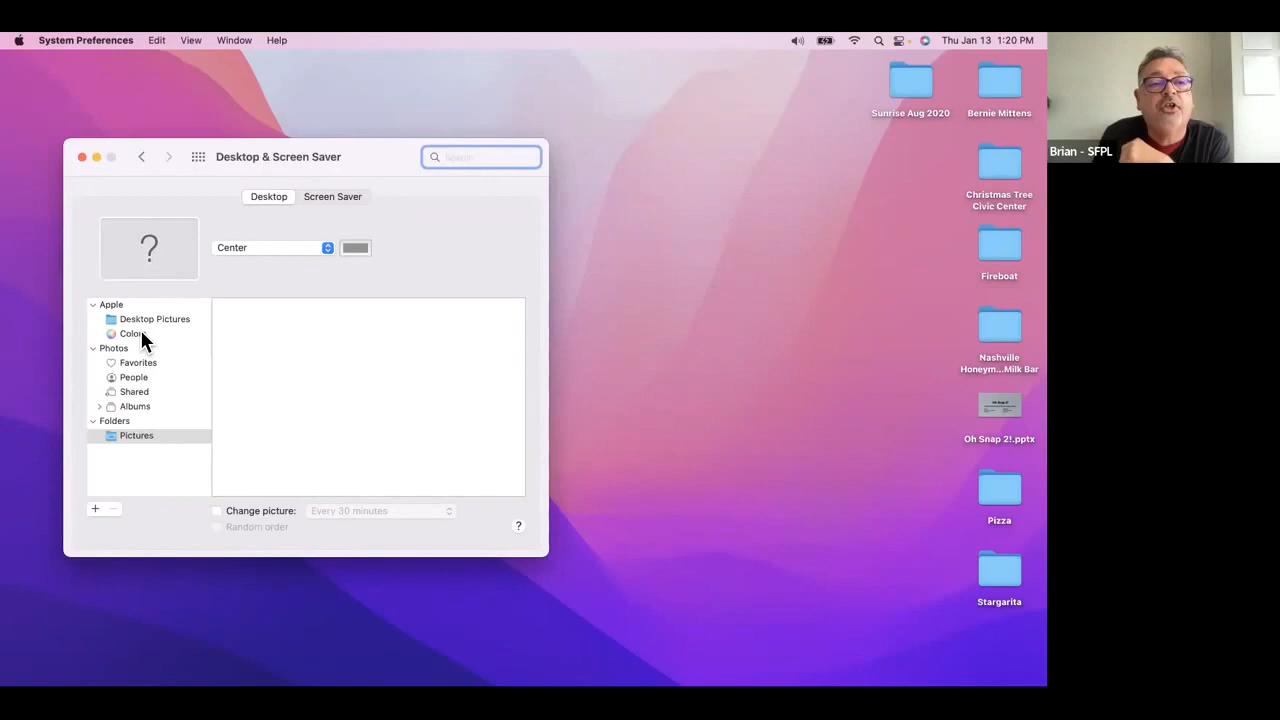 System Preferences Edit View Window Help Thu Jan 13 1:20 PM
Sunrise Aug 2020
Bernie Mittens
Brian - SFPL
Desktop & Screen Saver
Search
Desktop
Screen Saver
Christmas Tree
Civic Center
?
Center
Fireboat
Apple
Desktop Pictures
Colors
Photos
Favorites
People
Shared
Albums
Folders
Pictures
Nashville
Honeym...Milk Bar
Oh Snap 2!.pptx
+ −
Change picture: Every 30 minutes
Random order
?
Pizza
Stargarita